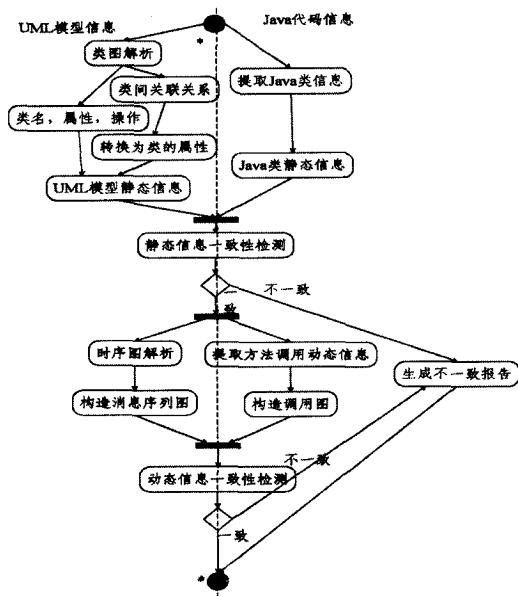 UML模型信息
Java代码信息
*
类图解析
类间关联关系
提取Java类信息
类名，属性，操作
转换为类的属性
UML模型静态信息
Java类静态信息
静态信息一致性检测
一致
不一致
时序图解析
提取方法调用动态信息
生成不一致报告
构造消息序列图
构造调用图
不一致
动态信息一致性检测
一致
*